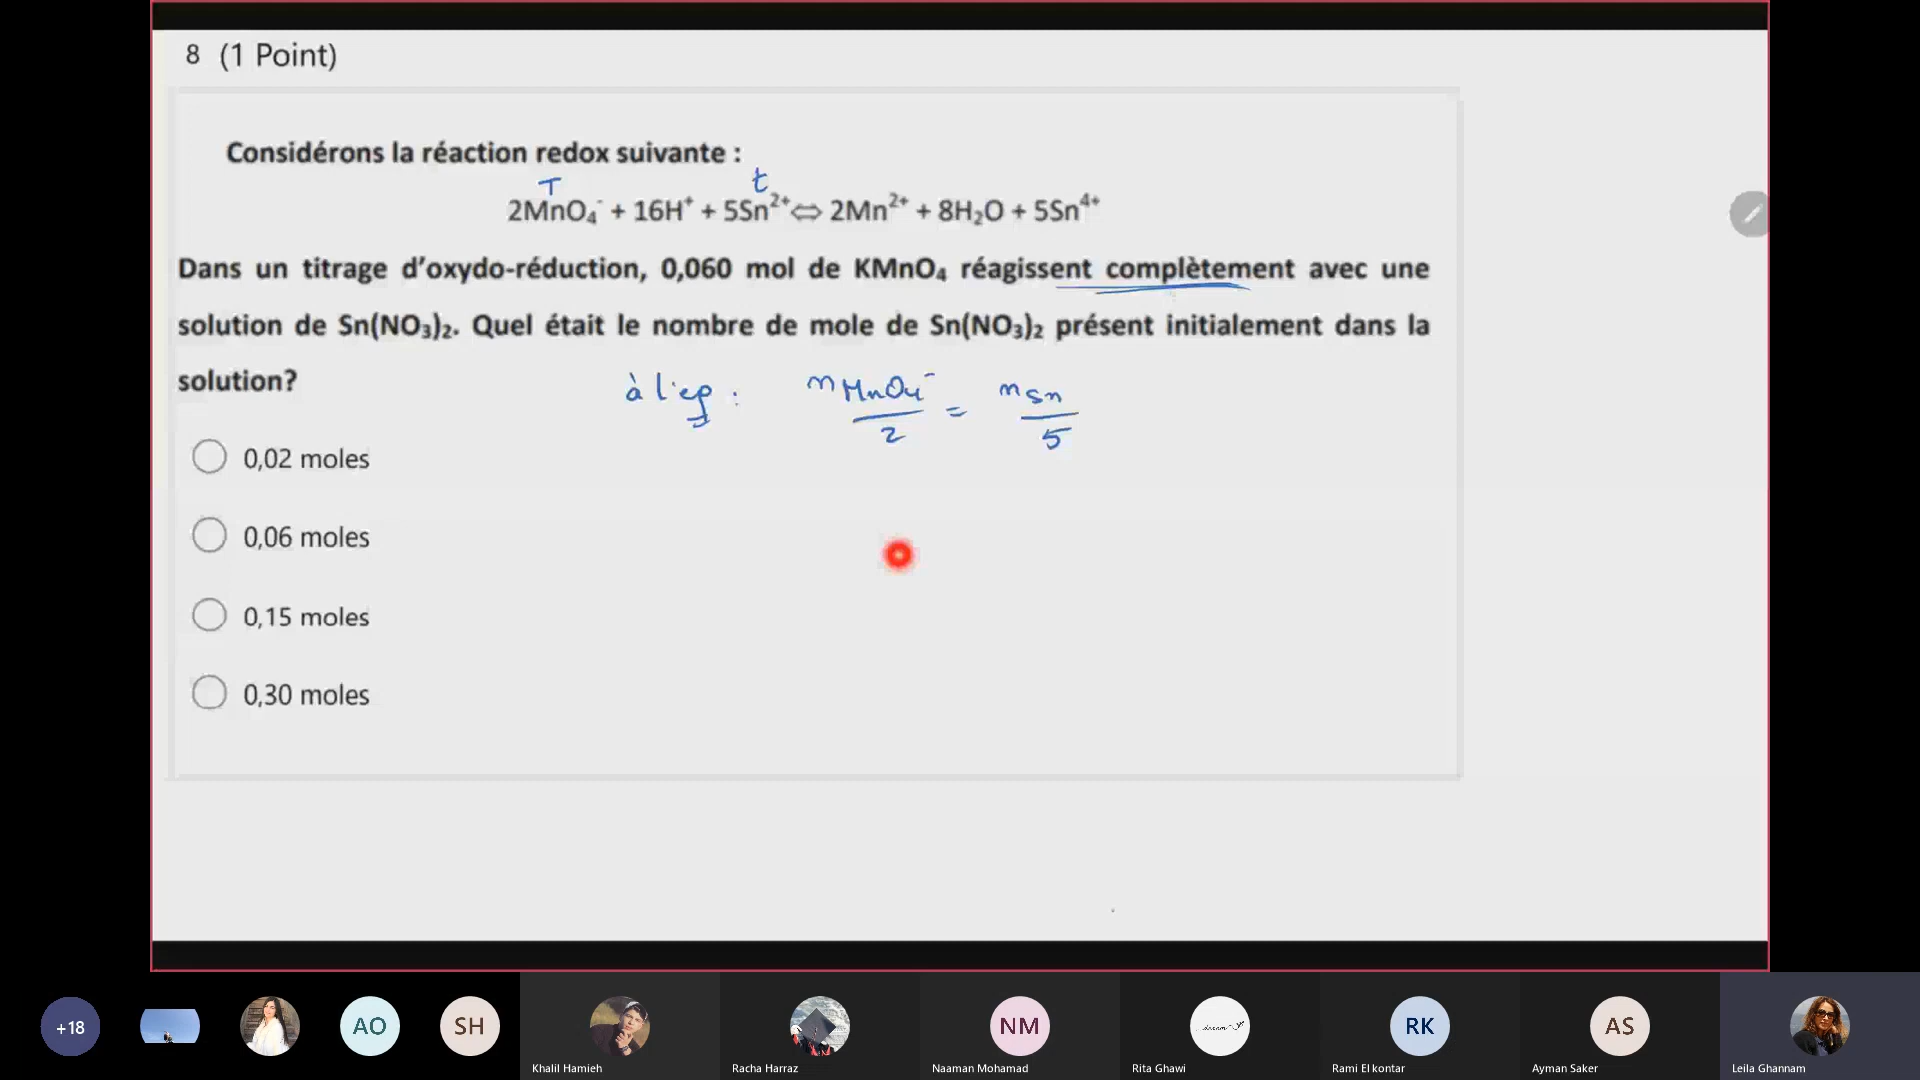 8 (1 Point)
Considérons la réaction redox suivante :
T t
2MnO₄⁻ + 16H⁺ + 5Sn²⁺ ⇔ 2Mn²⁺ + 8H₂O + 5Sn⁴⁺
Dans un titrage d’oxydo-réduction, 0,060 mol de KMnO₄ réagissent complètement avec une
solution de Sn(NO₃)₂. Quel était le nombre de mole de Sn(NO₃)₂ présent initialement dans la
solution?
à l'eq : n MnO₄⁻ / 2 = n Sn / 5
0,02 moles
0,06 moles
0,15 moles
0,30 moles
+18
AO
SH
NM
dream
RK
AS
Khalil Hamieh
Racha Harraz
Naaman Mohamad
Rita Ghawi
Rami El kontar
Ayman Saker
Leila Ghannam